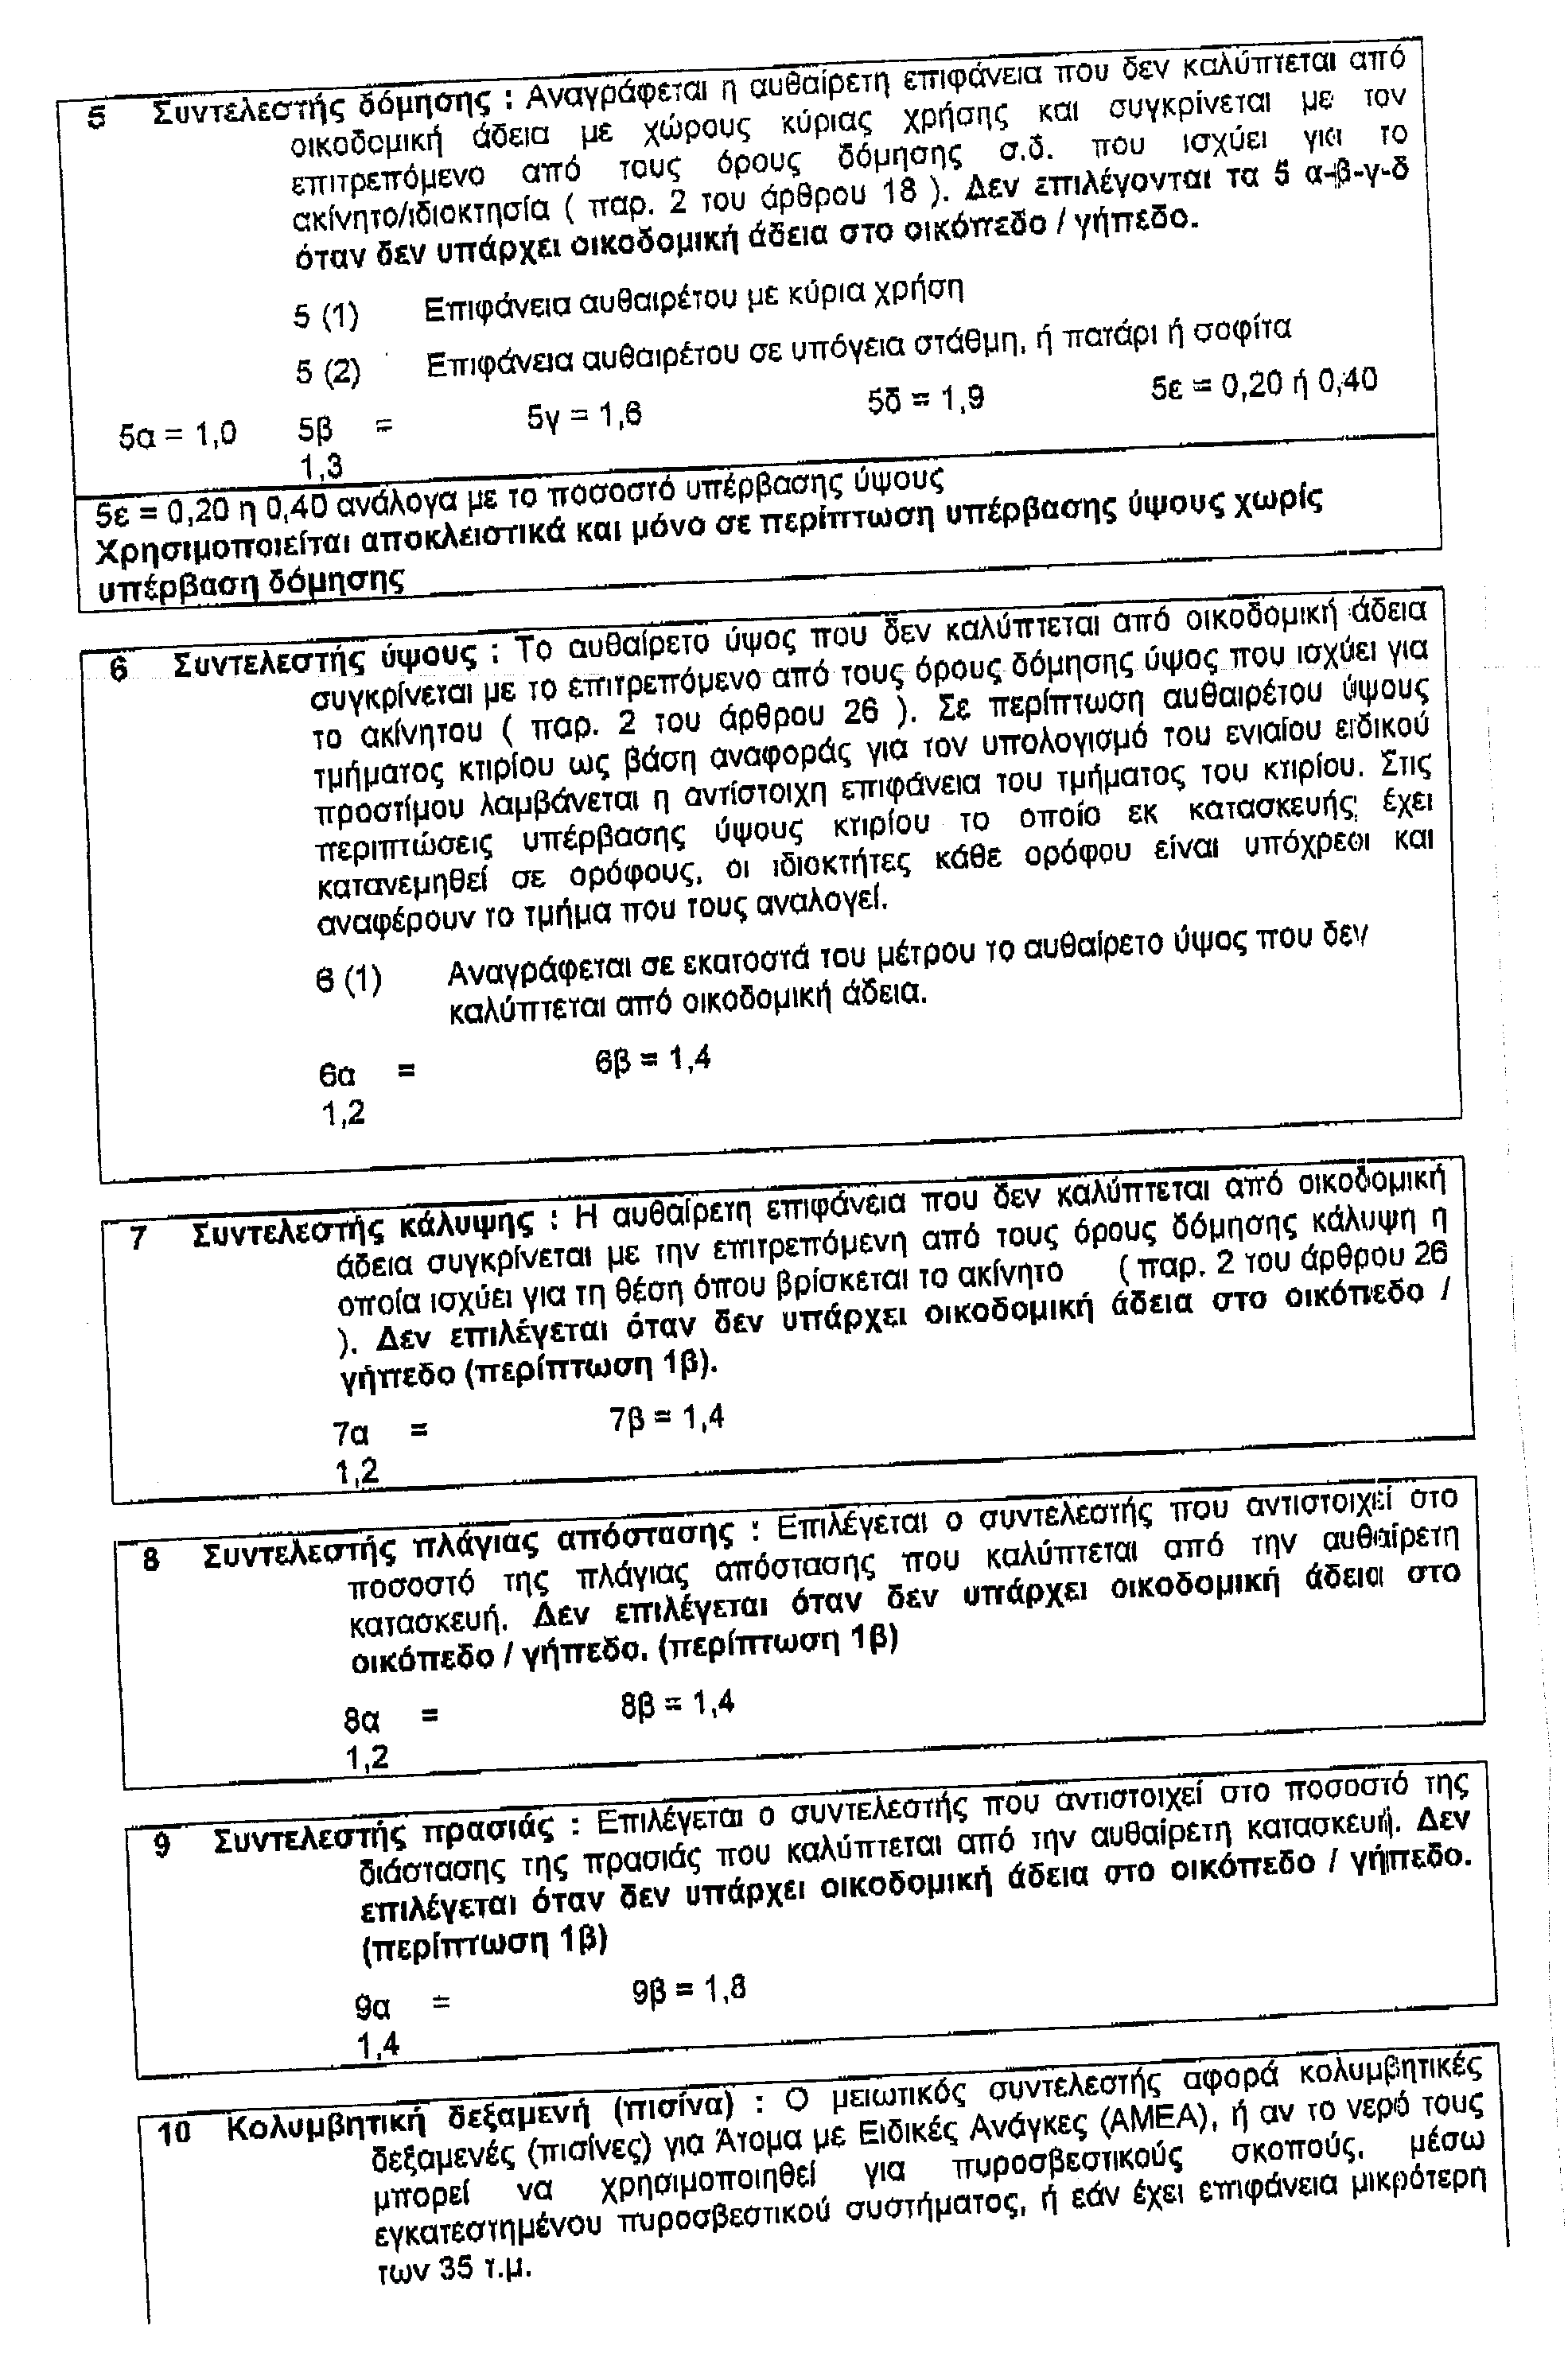 5 Συντελεστής δόμησης : Αναγράφεται η αυθαίρετη επιφάνεια που δεν καλύπτεται από
οικοδομική άδεια με χώρους κύριας χρήσης και συγκρίνεται με τον
επιτρεπόμενο από τους όρους δόμησης σ.δ. που ισχύει για το
ακίνητο/ιδιοκτησία ( παρ. 2 του άρθρου 18 ). Δεν επιλέγονται τα 5 α-β-γ-δ
όταν δεν υπάρχει οικοδομική άδεια στο οικόπεδο / γήπεδο.
5 (1) Επιφάνεια αυθαιρέτου με κύρια χρήση
5 (2) Επιφάνεια αυθαιρέτου σε υπόγεια στάθμη, ή πατάρι ή σοφίτα
5α = 1,0 5β = 5γ = 1,6 5δ = 1,9 5ε = 0,20 ή 0,40
1,3
5ε = 0,20 η 0,40 ανάλογα με το ποσοστό υπέρβασης ύψους
Χρησιμοποιείται αποκλειστικά και μόνο σε περίπτωση υπέρβασης ύψους χωρίς
υπέρβαση δόμησης
6 Συντελεστής ύψους : Το αυθαίρετο ύψος που δεν καλύπτεται από οικοδομική άδεια
συγκρίνεται με το επιτρεπόμενο από τους όρους δόμησης ύψος που ισχύει για
το ακίνητου ( παρ. 2 του άρθρου 26 ). Σε περίπτωση αυθαιρέτου ύψους
τμήματος κτιρίου ως βάση αναφοράς για τον υπολογισμό του ενιαίου ειδικού
προστίμου λαμβάνεται η αντίστοιχη επιφάνεια του τμήματος του κτιρίου. Στις
περιπτώσεις υπέρβασης ύψους κτιρίου το οποίο εκ κατασκευής έχει
κατανεμηθεί σε ορόφους, οι ιδιοκτήτες κάθε ορόφου είναι υπόχρεοι και
αναφέρουν το τμήμα που τους αναλογεί.
6 (1) Αναγράφεται σε εκατοστά του μέτρου το αυθαίρετο ύψος που δεν
καλύπτεται από οικοδομική άδεια.
6α = 6β = 1,4
1,2
7 Συντελεστής κάλυψης : Η αυθαίρετη επιφάνεια που δεν καλύπτεται από οικοδομική
άδεια συγκρίνεται με την επιτρεπόμενη από τους όρους δόμησης κάλυψη η
οποία ισχύει για τη θέση όπου βρίσκεται το ακίνητο ( παρ. 2 του άρθρου 26
). Δεν επιλέγεται όταν δεν υπάρχει οικοδομική άδεια στο οικόπεδο /
γήπεδο (περίπτωση 1β).
7α = 7β = 1,4
1,2
8 Συντελεστής πλάγιας απόστασης : Επιλέγεται ο συντελεστής που αντιστοιχεί στο
ποσοστό της πλάγιας απόστασης που καλύπτεται από την αυθαίρετη
κατασκευή. Δεν επιλέγεται όταν δεν υπάρχει οικοδομική άδεια στο
οικόπεδο / γήπεδο. (περίπτωση 1β)
8α = 8β = 1,4
1,2
9 Συντελεστής πρασιάς : Επιλέγεται ο συντελεστής που αντιστοιχεί στο ποσοστό της
διάστασης της πρασιάς που καλύπτεται από την αυθαίρετη κατασκευή. Δεν
επιλέγεται όταν δεν υπάρχει οικοδομική άδεια στο οικόπεδο / γήπεδο.
(περίπτωση 1β)
9α = 9β = 1,8
1,4
10 Κολυμβητική δεξαμενή (πισίνα) : Ο μειωτικός συντελεστής αφορά κολυμβητικές
δεξαμενές (πισίνες) για Άτομα με Ειδικές Ανάγκες (ΑΜΕΑ), ή αν το νερό τους
μπορεί να χρησιμοποιηθεί για πυροσβεστικούς σκοπούς, μέσω
εγκατεστημένου πυροσβεστικού συστήματος, ή εάν έχει επιφάνεια μικρότερη
των 35 τ.μ.